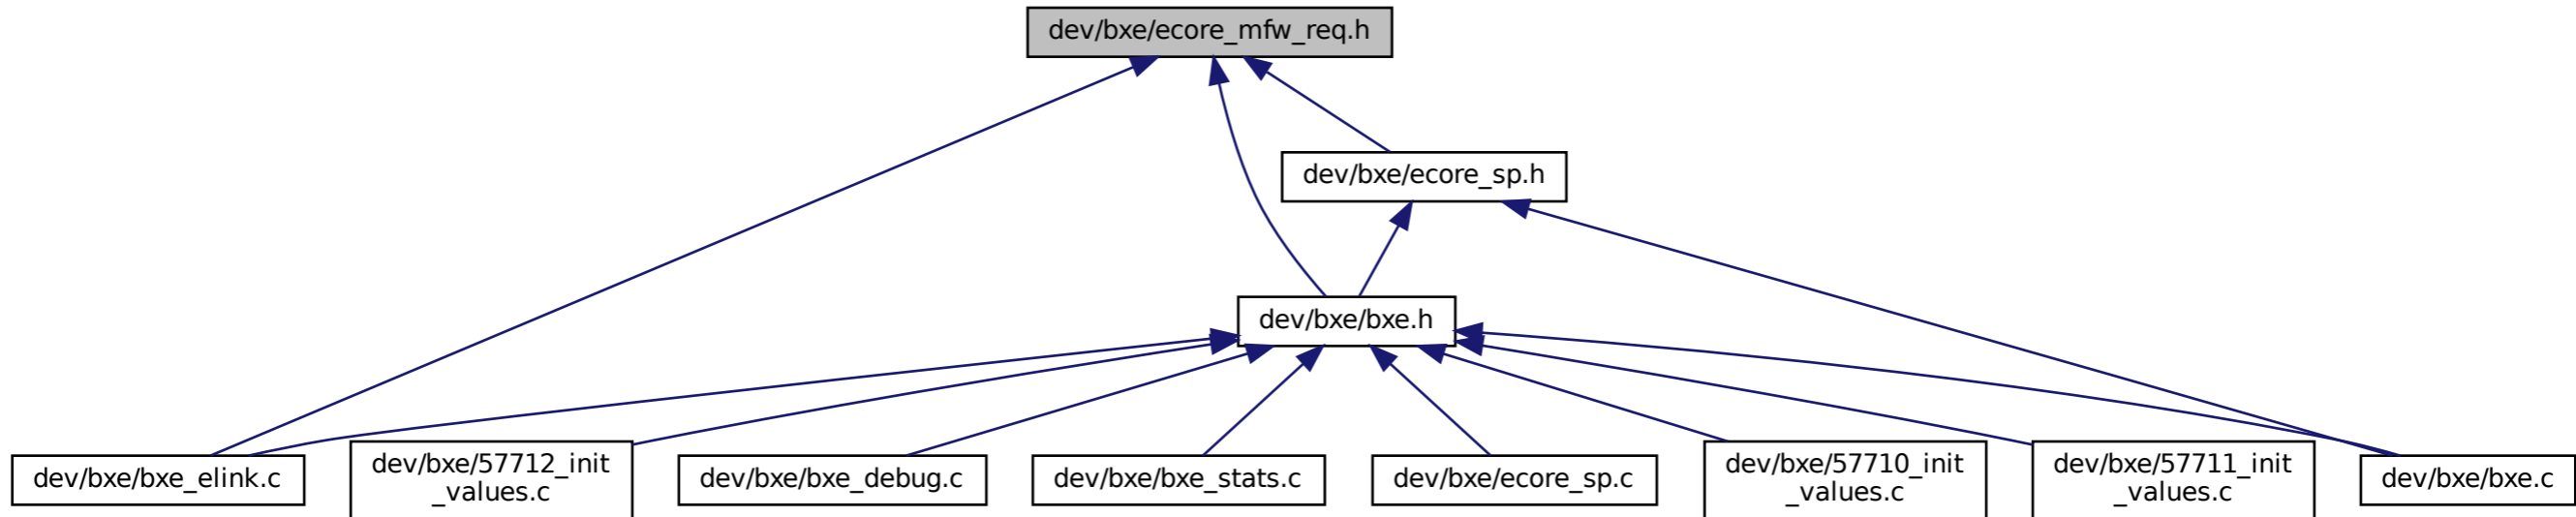 dev/bxe/ecore_mfw_req.h
dev/bxe/ecore_sp.h
dev/bxe/bxe.h
dev/bxe/bxe_elink.c
dev/bxe/57712_init
_values.c
dev/bxe/bxe_debug.c
dev/bxe/bxe_stats.c
dev/bxe/ecore_sp.c
dev/bxe/57710_init
_values.c
dev/bxe/57711_init
_values.c
dev/bxe/bxe.c